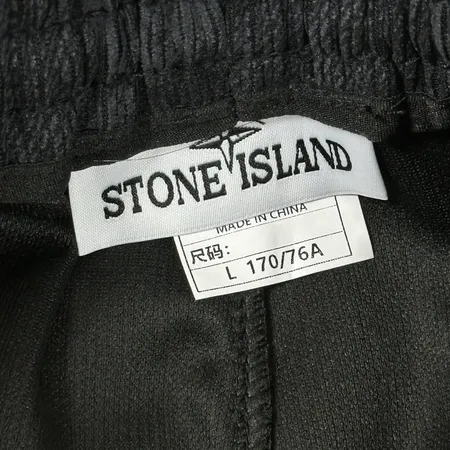 STONE ISLAND
MADE IN CHINA
尺码:
L 170/76A